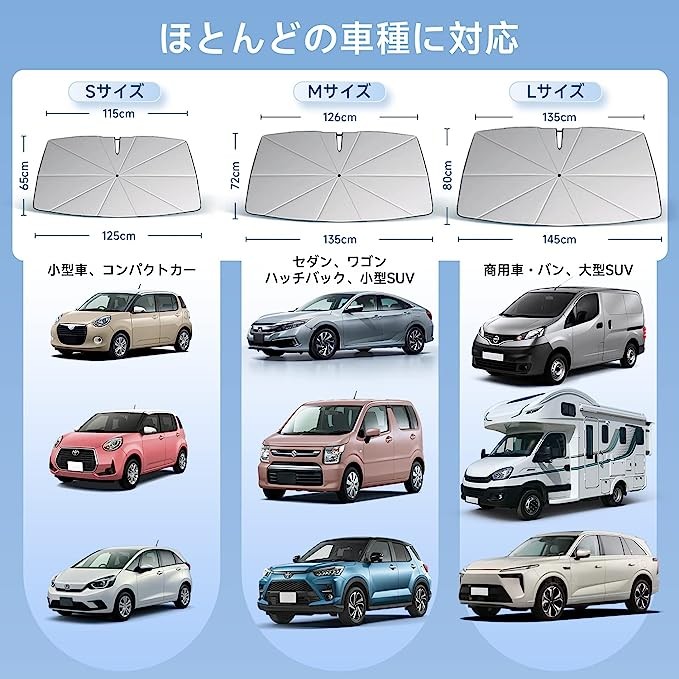 ほとんどの車種に対応
Sサイズ
Mサイズ
Lサイズ
115cm
126cm
135cm
65cm
72cm
80cm
125cm
135cm
145cm
小型車、コンパクトカー
セダン、ワゴン
ハッチバック、小型SUV
商用車・バン、大型SUV